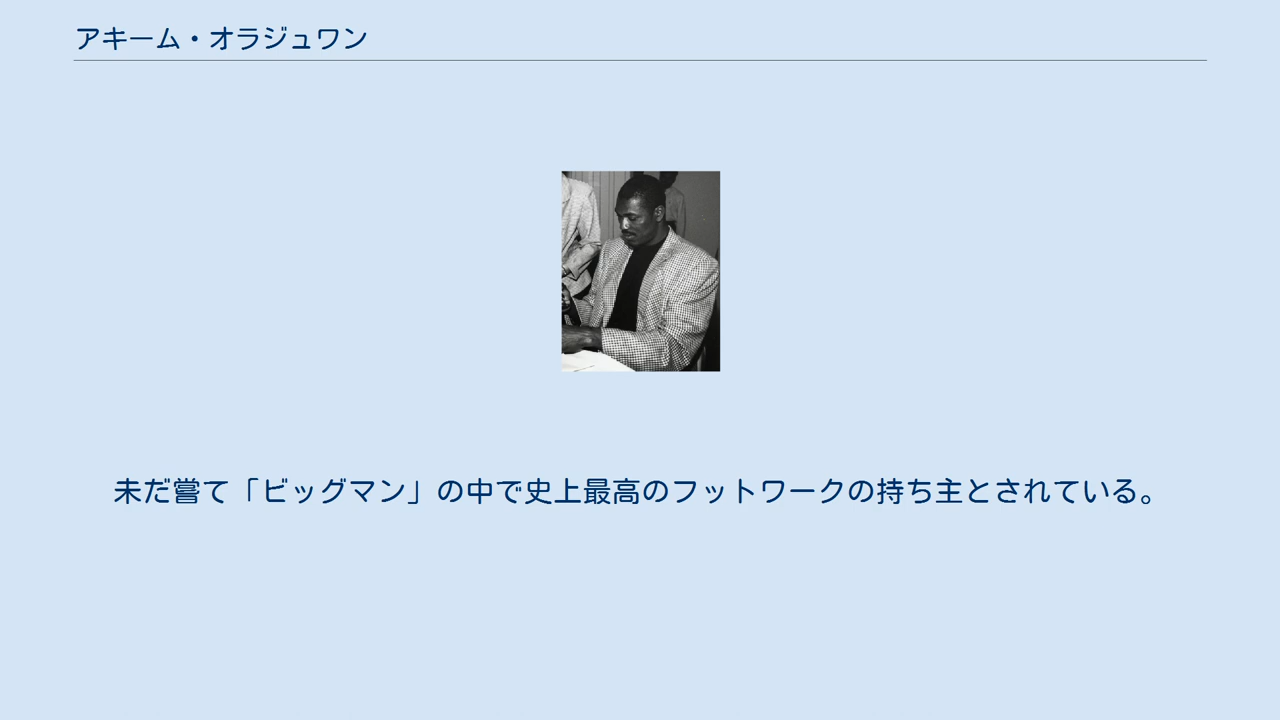 アキーム・オラジュワン
未だ嘗て「ビッグマン」の中で史上最高のフットワークの持ち主とされている。